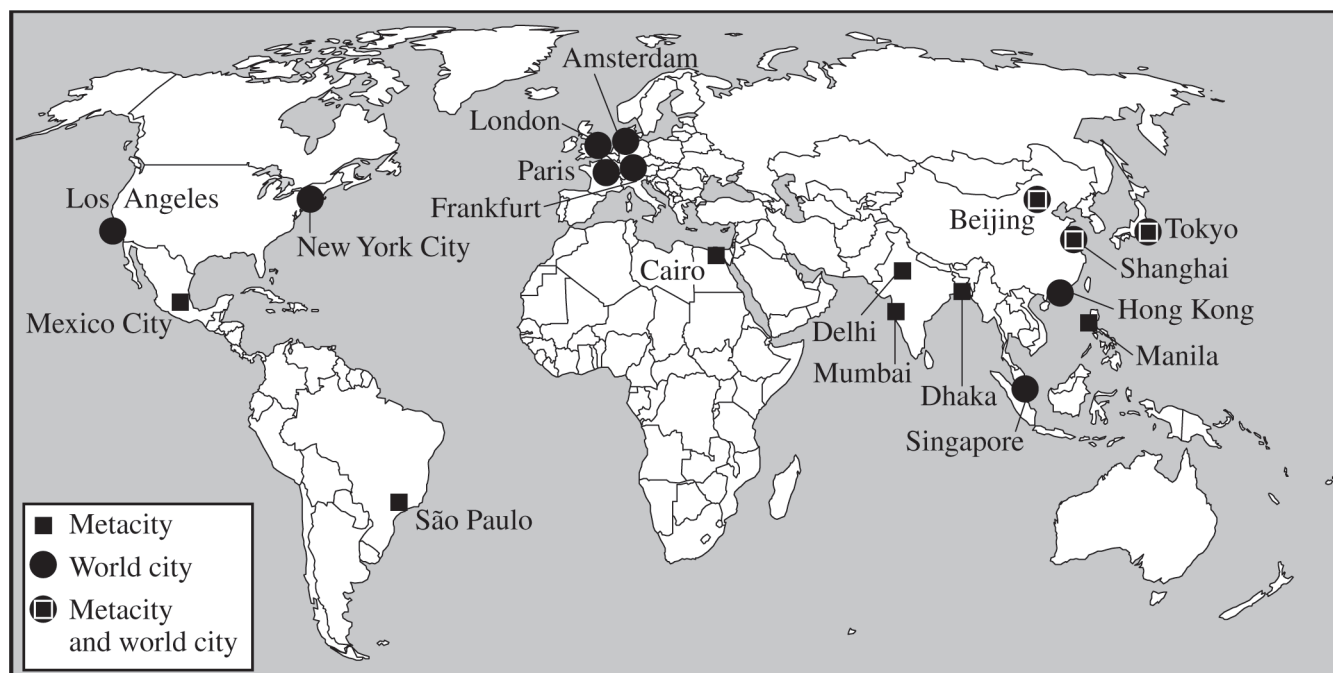 Amsterdam
London
Paris
Frankfurt
Los Angeles
New York City
Mexico City
São Paulo
Cairo
Beijing
Tokyo
Shanghai
Hong Kong
Delhi
Manila
Mumbai
Dhaka
Singapore
Metacity
World city
Metacity
and world city